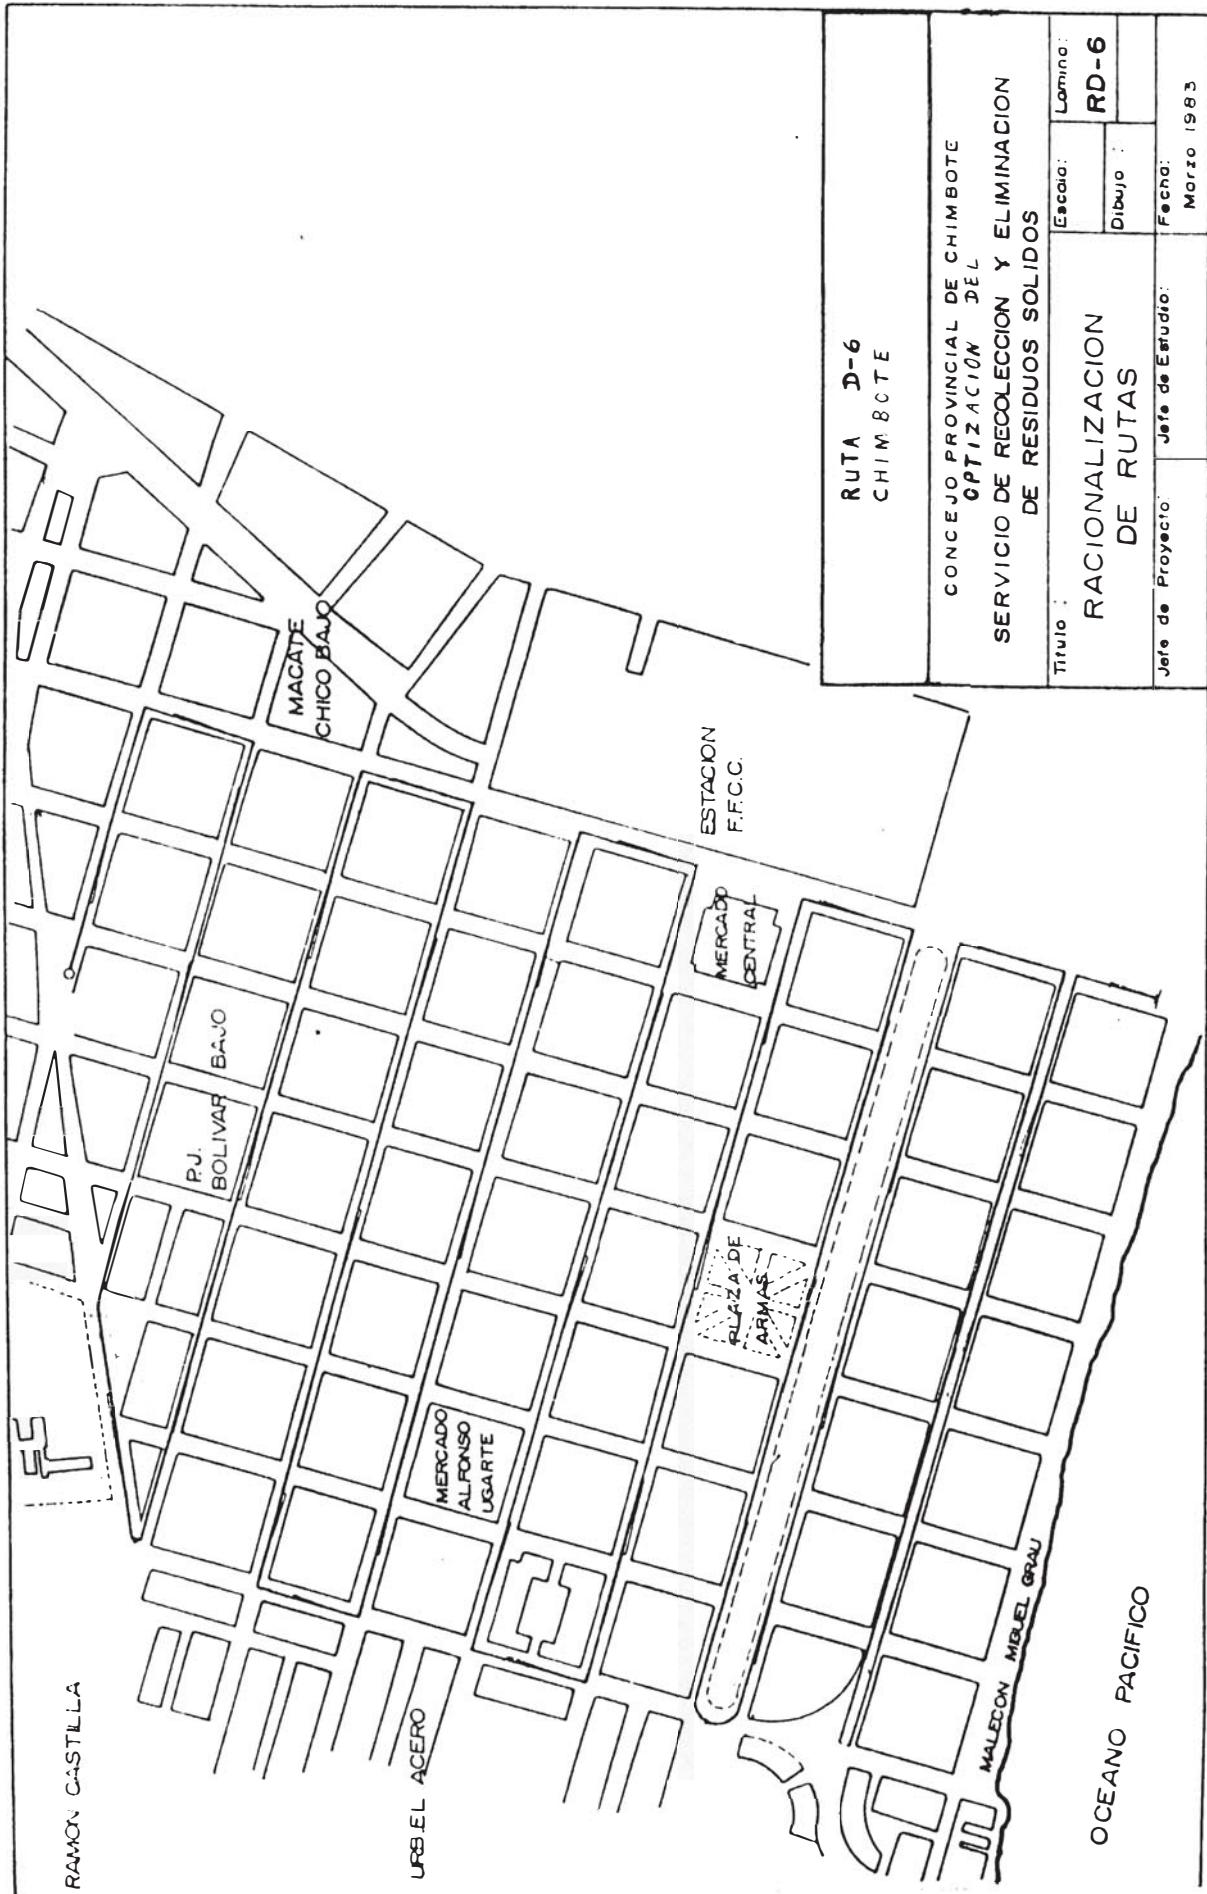 RAMON CASTILLA
URB.EL ACERO
P.J.
BOLIVAR BAJO
MACATE
CHICO BAJO
MERCADO
ALFONSO
UGARTE
ESTACION
F.F.C.C.
MERCADO
CENTRAL
PLAZA DE
ARMAS
MALECON MIGUEL GRAU
OCEANO PACIFICO
RUTA D-6
CHIMBOTE
CONCEJO PROVINCIAL DE CHIMBOTE
OPTIZACION DEL
SERVICIO DE RECOLECCION Y ELIMINACION
DE RESIDUOS SOLIDOS
Titulo :
RACIONALIZACION
DE RUTAS
Escala:
Lamina:
RD-6
Dibujo :
Jefe de Proyecto:
Jefe de Estudio:
Fecha:
Marzo 1983